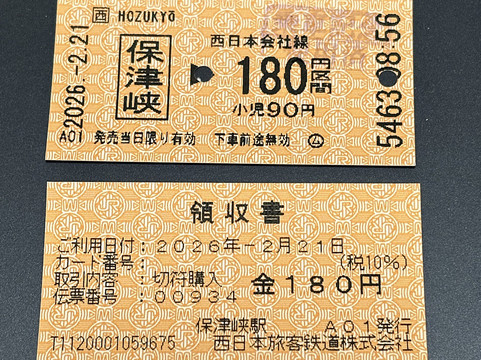 西 HOZUKYŌ
2026.-2.21
保津峡
西日本会社線
180円区間
小児90円
08:56
5463
A01 発売当日限り有効 下車前途無効 ム
領収書
ご利用日付：2026年-2月21日
カード番号： (税10%)
取引内容：切符購入 金180円
伝票番号：00934
保津峡駅 A01発行
T1120001059675 西日本旅客鉄道株式会社